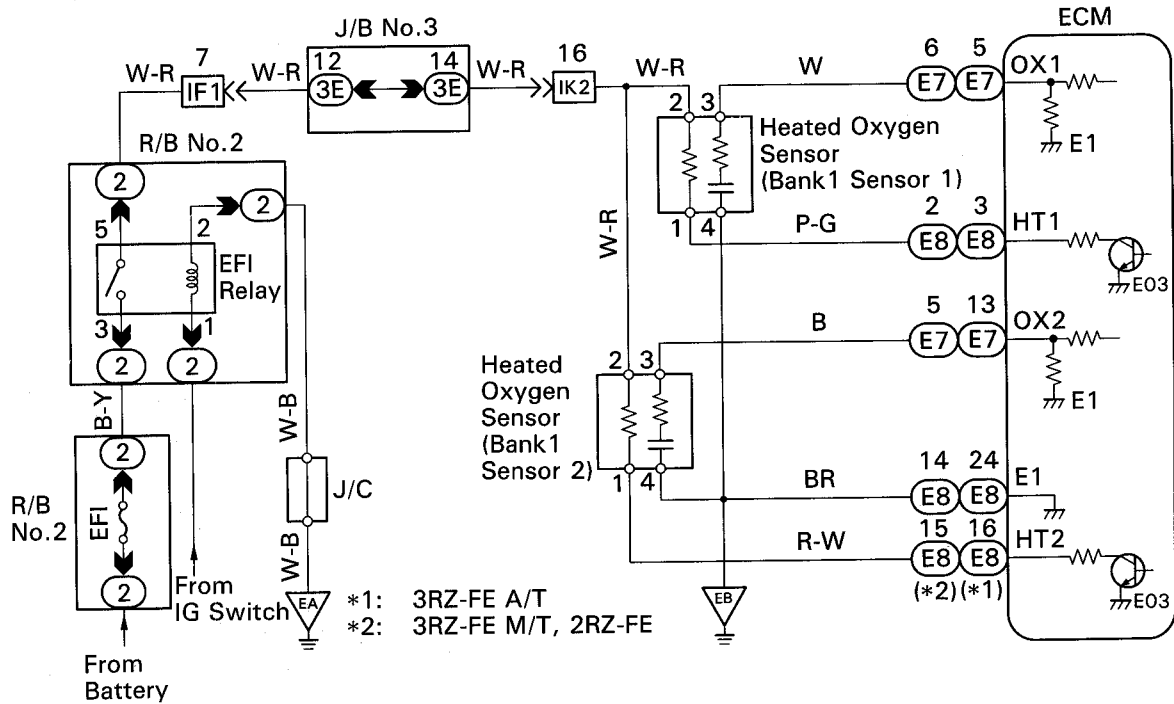 ECM
J/B No.3
7
12
14
16
6
5
W-R
IF1
W-R
3E
3E
W-R
IK2
W-R
W
E7
E7
OX1
E1
2
3
Heated Oxygen
Sensor
(Bank1 Sensor 1)
1
4
R/B No.2
2
2
5
2
EFI
Relay
3
1
2
2
W-R
P-G
2
3
E8
E8
HT1
E03
B
5
13
E7
E7
OX2
E1
Heated
Oxygen
Sensor
(Bank1
Sensor 2)
2
3
1
4
B-Y
W-B
R/B
No.2
2
EFI
2
J/C
W-B
BR
14
24
E8
E8
E1
R-W
15
16
E8
E8
HT2
(*2)
(*1)
E03
From
IG Switch
EA
EB
*1: 3RZ-FE A/T
*2: 3RZ-FE M/T, 2RZ-FE
From
Battery